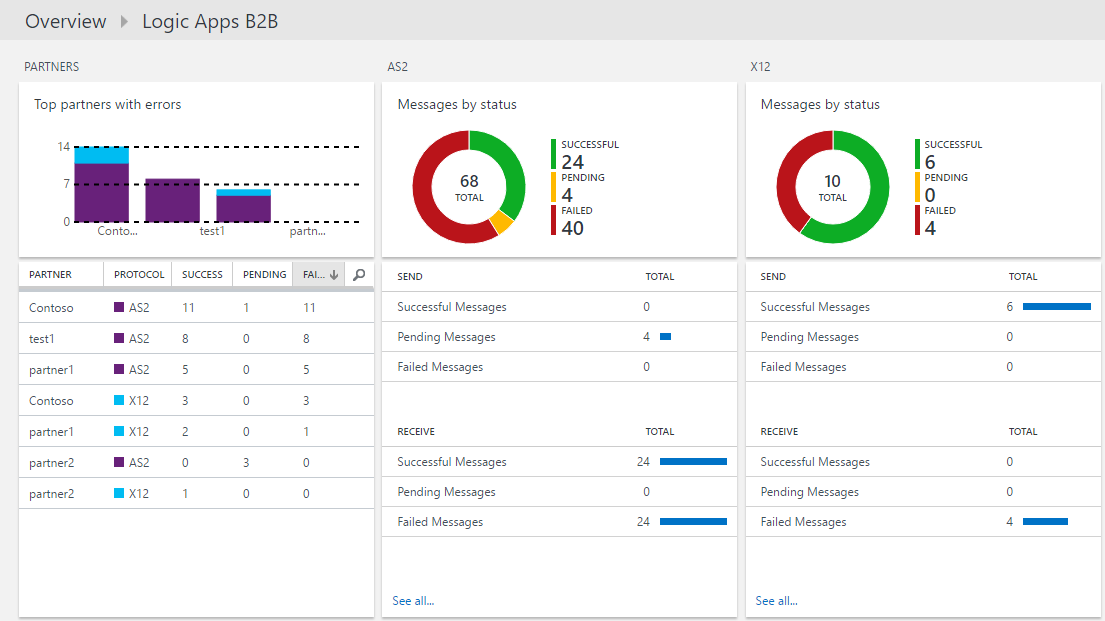 Overview Logic Apps B2B
PARTNERS
Top partners with errors
14
7
0
Conto... test1 partn...
PARTNER PROTOCOL SUCCESS PENDING FAI...
Contoso AS2 11 1 11
test1 AS2 8 0 8
partner1 AS2 5 0 5
Contoso X12 3 0 3
partner1 X12 2 0 1
partner2 AS2 0 3 0
partner2 X12 1 0 0
AS2
Messages by status
68
TOTAL
SUCCESSFUL
24
PENDING
4
FAILED
40
SEND TOTAL
Successful Messages 0
Pending Messages 4
Failed Messages 0
RECEIVE TOTAL
Successful Messages 24
Pending Messages 0
Failed Messages 24
See all...
X12
Messages by status
10
TOTAL
SUCCESSFUL
6
PENDING
0
FAILED
4
SEND TOTAL
Successful Messages 6
Pending Messages 0
Failed Messages 0
RECEIVE TOTAL
Successful Messages 0
Pending Messages 0
Failed Messages 4
See all...